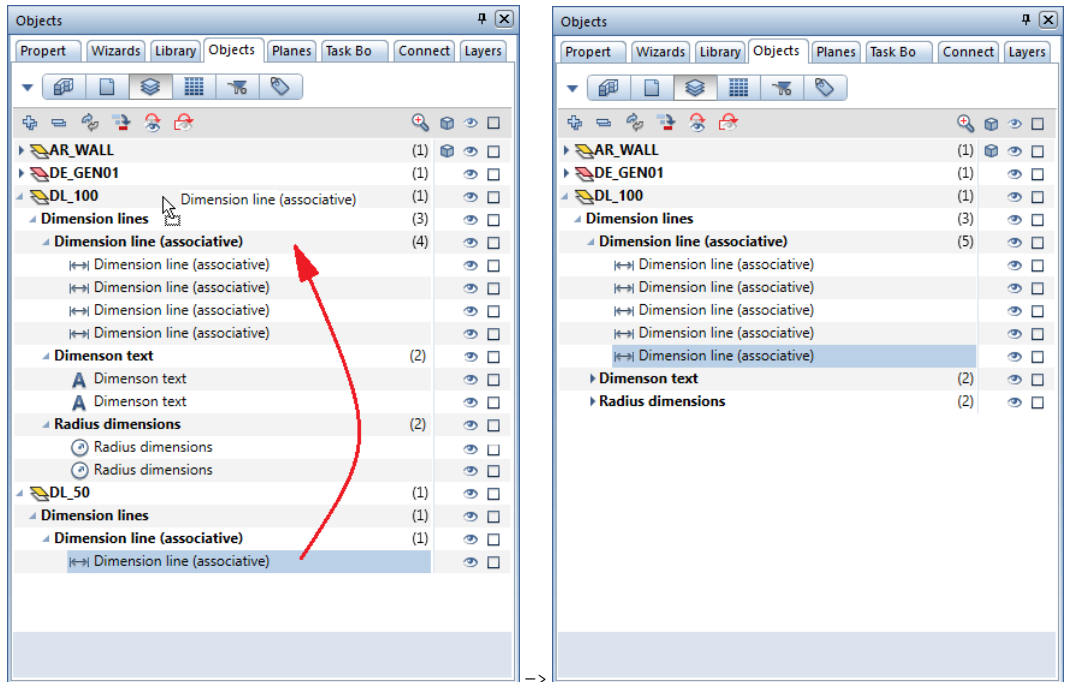 Objects
Propert Wizards Library Objects Planes Task Bo Connect Layers
AR_WALL (1)
DE_GEN01 (1)
DL_100 (1)
Dimension line (associative)
Dimension lines (3)
Dimension line (associative) (4)
Dimension line (associative)
Dimension line (associative)
Dimension line (associative)
Dimension line (associative)
Dimenson text (2)
A Dimenson text
A Dimenson text
Radius dimensions (2)
Radius dimensions
Radius dimensions
DL_50 (1)
Dimension lines (1)
Dimension line (associative) (1)
Dimension line (associative)
->
Objects
Propert Wizards Library Objects Planes Task Bo Connect Layers
AR_WALL (1)
DE_GEN01 (1)
DL_100 (1)
Dimension lines (3)
Dimension line (associative) (5)
Dimension line (associative)
Dimension line (associative)
Dimension line (associative)
Dimension line (associative)
Dimension line (associative)
Dimenson text (2)
Radius dimensions (2)